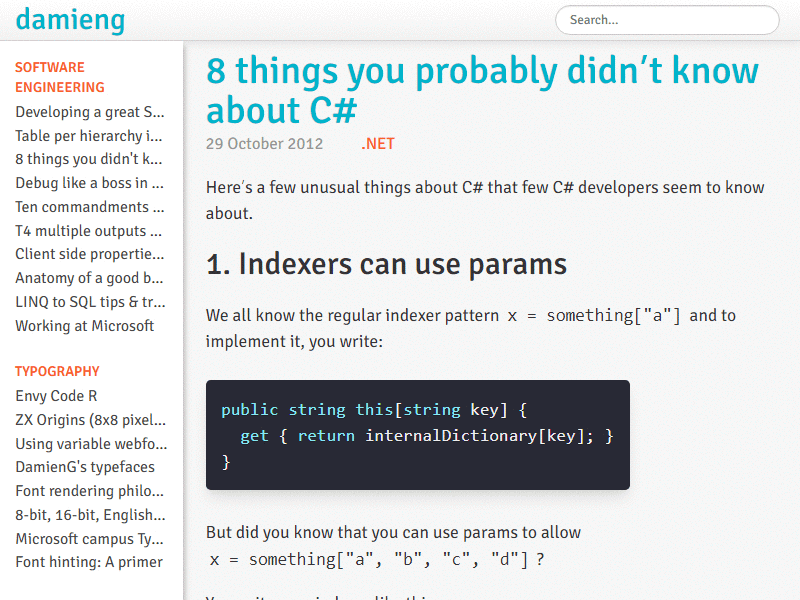 damieng
Search...
SOFTWARE
ENGINEERING
Developing a great S...
Table per hierarchy i...
8 things you didn't k...
Debug like a boss in ...
Ten commandments ...
T4 multiple outputs ...
Client side propertie...
Anatomy of a good b...
LINQ to SQL tips & tr...
Working at Microsoft
TYPOGRAPHY
Envy Code R
ZX Origins (8x8 pixel...
Using variable webfo...
DamienG's typefaces
Font rendering philo...
8-bit, 16-bit, English...
Microsoft campus Ty...
Font hinting: A primer
8 things you probably didn’t know
about C#
29 October 2012 .NET
Here′s a few unusual things about C# that few C# developers seem to know
about.
1. Indexers can use params
We all know the regular indexer pattern x = something["a"] and to
implement it, you write:
public string this[string key] {
  get { return internalDictionary[key]; }
}
But did you know that you can use params to allow
x = something["a", "b", "c", "d"] ?